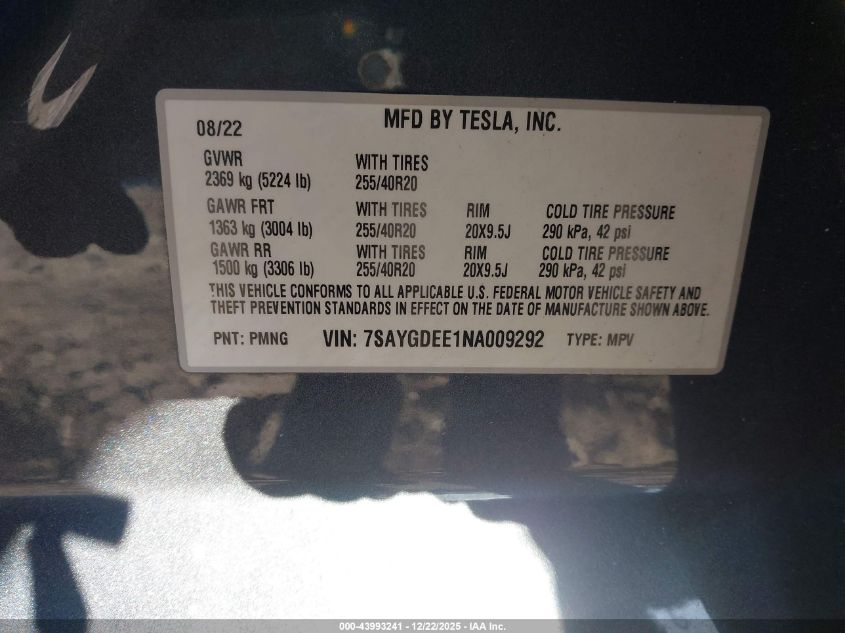 08/22 MFD BY TESLA, INC.
GVWR WITH TIRES
2369 kg (5224 lb) 255/40R20
GAWR FRT WITH TIRES RIM COLD TIRE PRESSURE
1363 kg (3004 lb) 255/40R20 20X9.5J 290 kPa, 42 psi
GAWR RR WITH TIRES RIM COLD TIRE PRESSURE
1500 kg (3306 lb) 255/40R20 20X9.5J 290 kPa, 42 psi
THIS VEHICLE CONFORMS TO ALL APPLICABLE U.S. FEDERAL MOTOR VEHICLE SAFETY AND
THEFT PREVENTION STANDARDS IN EFFECT ON THE DATE OF MANUFACTURE SHOWN ABOVE.
PNT: PMNG VIN: 7SAYGDEE1NA009292 TYPE: MPV
000-43993241 - 12/22/2025 - IAA Inc.